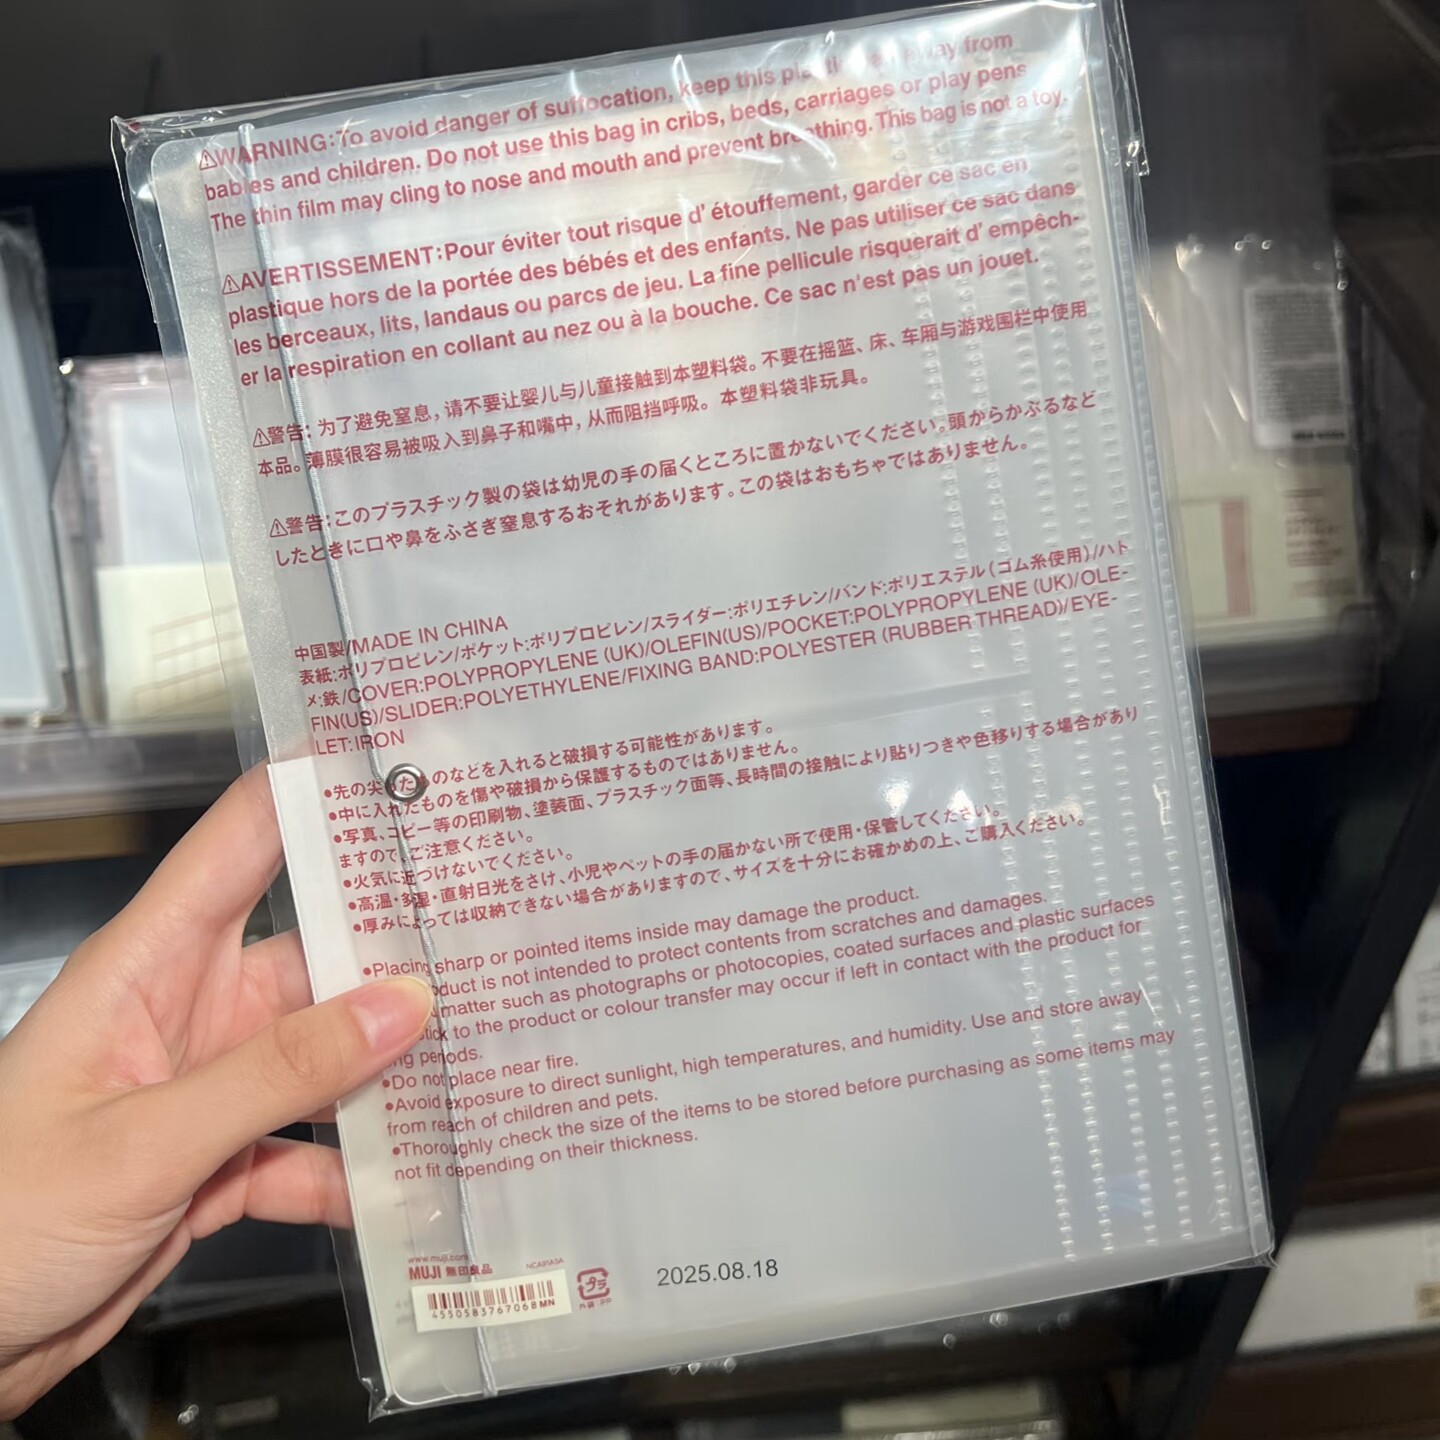 ⚠WARNING:To avoid danger of suffocation, keep this away from
babies and children. Do not use this bag in cribs, beds, carriages or play pens
The thin film may cling to nose and mouth and prevent breathing. This bag is not a toy.
⚠AVERTISSEMENT:Pour éviter tout risque d' étouffement, garder ce sac en
plastique hors de la portée des bébés et des enfants. Ne pas utiliser ce sac dans
les berceaux, lits, landaus ou parcs de jeu. La fine pellicule risquerait d' empêch-
er la respiration en collant au nez ou à la bouche. Ce sac n'est pas un jouet.
⚠警告: 为了避免窒息，请不要让婴儿与儿童接触到本塑料袋。不要在摇篮、床、车厢与游戏围栏中使用
本品。薄膜很容易被吸入到鼻子和嘴中，从而阻挡呼吸。本塑料袋非玩具。
⚠警告:このプラスチック製の袋は幼児の手の届くところに置かないでください。頭からかぶるなど
したときに口や鼻をふさぎ窒息するおそれがあります。この袋はおもちゃではありません。
中国製/MADE IN CHINA
表紙:ポリプロピレン/ポケット:ポリプロピレン/スライダー:ポリエチレン/バンド:ポリエステル(ゴム糸使用)/ハト
メ:鉄/COVER:POLYPROPYLENE (UK)/OLEFIN(US)/POCKET:POLYPROPYLENE (UK)/OLE-
FIN(US)/SLIDER:POLYETHYLENE/FIXING BAND:POLYESTER (RUBBER THREAD)/EYE-
LET:IRON
●先の尖ったものなどを入れると破損する可能性があります。
●中に入れたものを傷や破損から保護するものではありません。
●写真、コピー等の印刷物、塗装面、プラスチック面等、長時間の接触により貼りつきや色移りする場合があり
ますので、ご注意ください。
●火気に近づけないでください。
●高温・多湿・直射日光をさけ、小児やペットの手の届かない所で使用・保管してください。
●厚みによっては収納できない場合がありますので、サイズを十分にお確かめの上、ご購入ください。
●Placing sharp or pointed items inside may damage the product.
is not intended to protect contents from scratches and damages.
matter such as photographs or photocopies, coated surfaces and plastic surfaces
stick to the product or colour transfer may occur if left in contact with the product for
periods.
●Do not place near fire.
●Avoid exposure to direct sunlight, high temperatures, and humidity. Use and store away
from reach of children and pets.
●Thoroughly check the size of the items to be stored before purchasing as some items may
not fit depending on their thickness.
www.muji.com
MUJI 無印良品
4550583767068MN
プラ
外袋:PP
2025.08.18